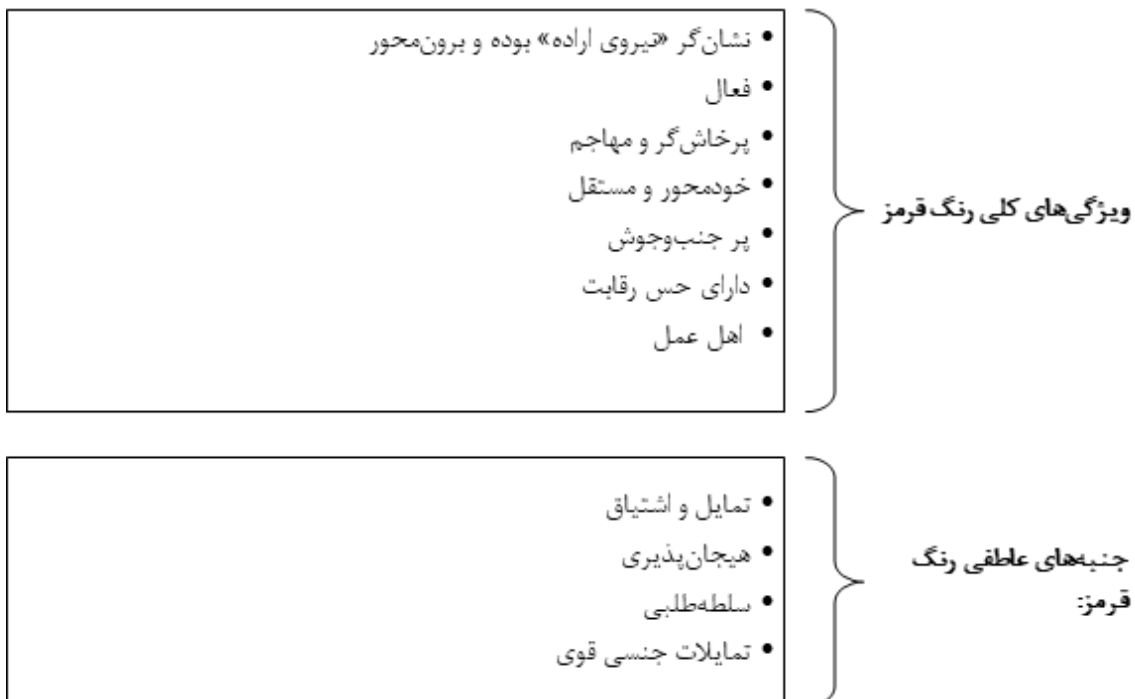 ویژگی‌های کلی رنگ قرمز
• نشان‌گر «نیروی اراده» بوده و برون‌محور
• فعال
• پرخاش‌گر و مهاجم
• خودمحور و مستقل
• پر جنب‌وجوش
• دارای حس رقابت
• اهل عمل
جنبه‌های عاطفی رنگ
قرمز:
• تمایل و اشتیاق
• هیجان‌پذیری
• سلطه‌طلبی
• تمایلات جنسی قوی